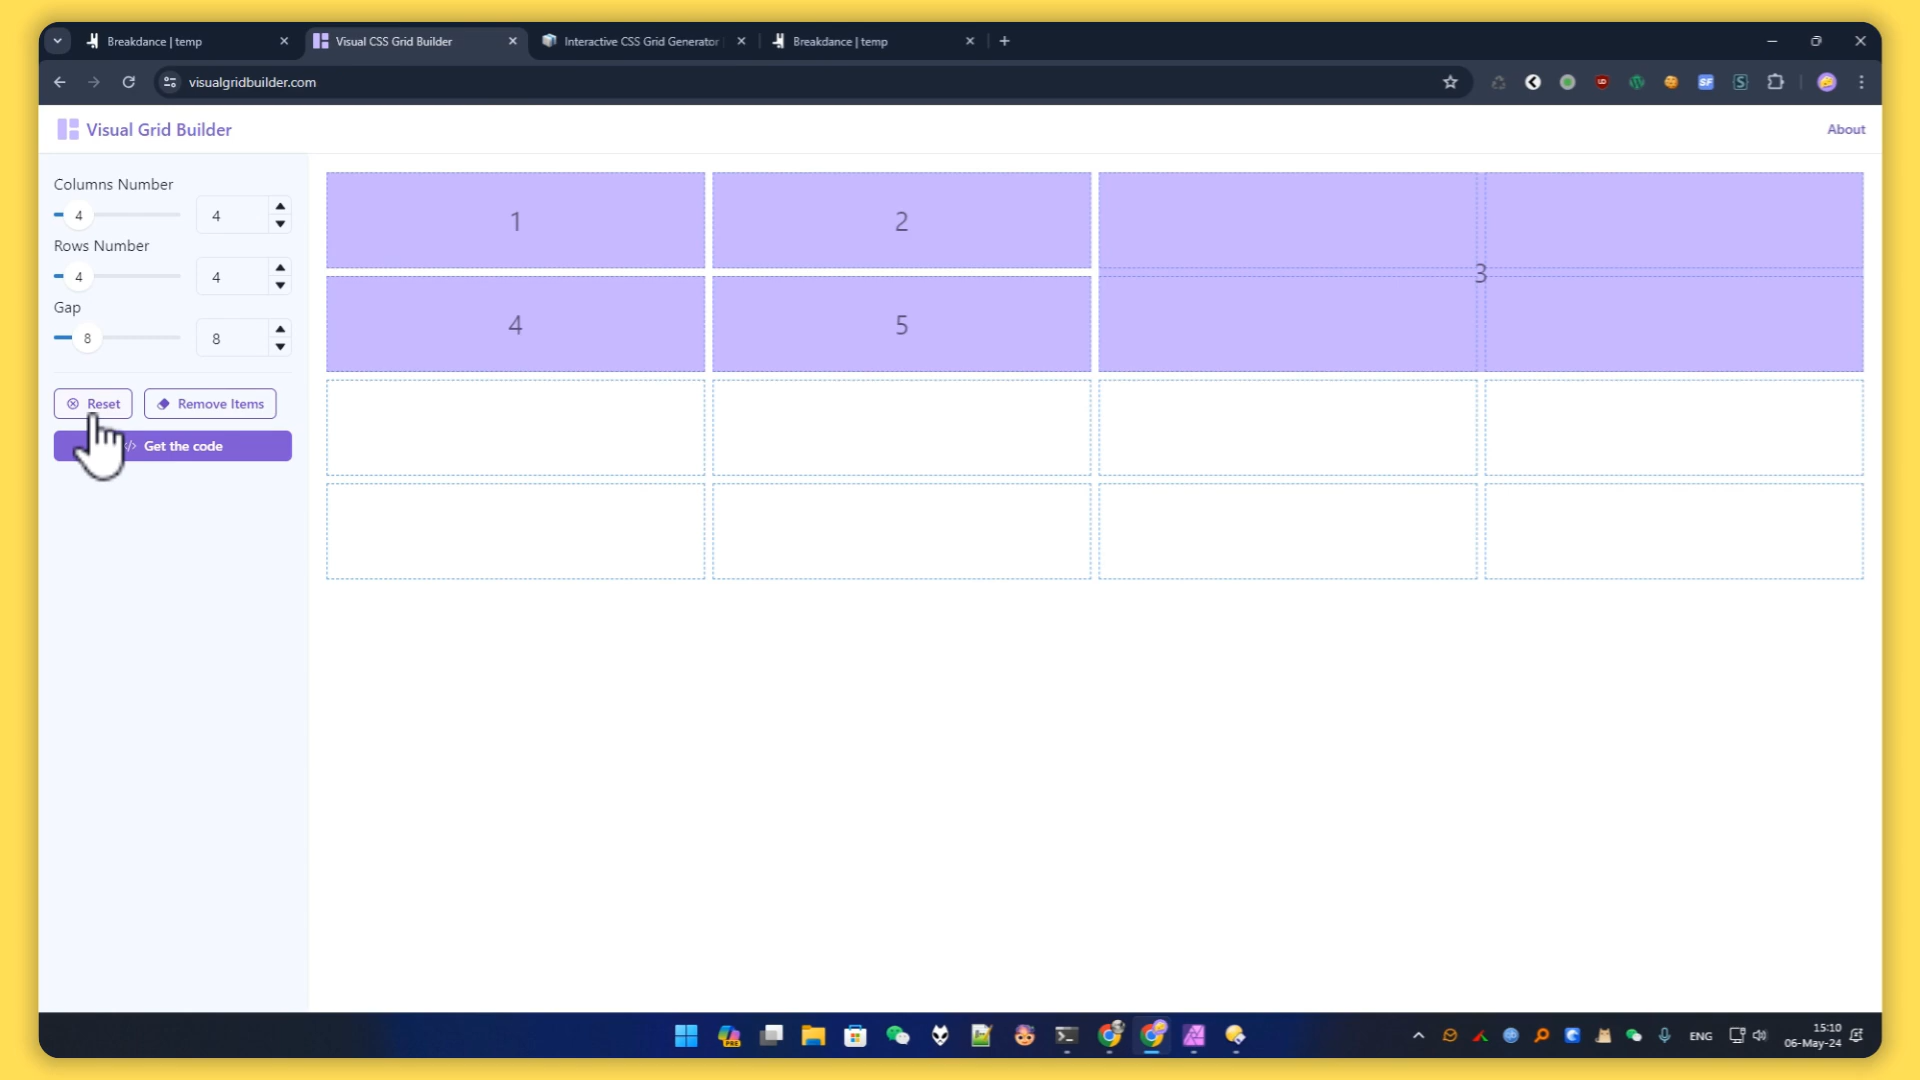 Breakdance | temp
Visual CSS Grid Builder
Interactive CSS Grid Generator
Breakdance | temp
visualgridbuilder.com
Visual Grid Builder
About
Columns Number
4
4
Rows Number
4
4
Gap
8
8
Reset
Remove Items
Get the code
1
2
3
4
5
ENG
15:10
06-May-24